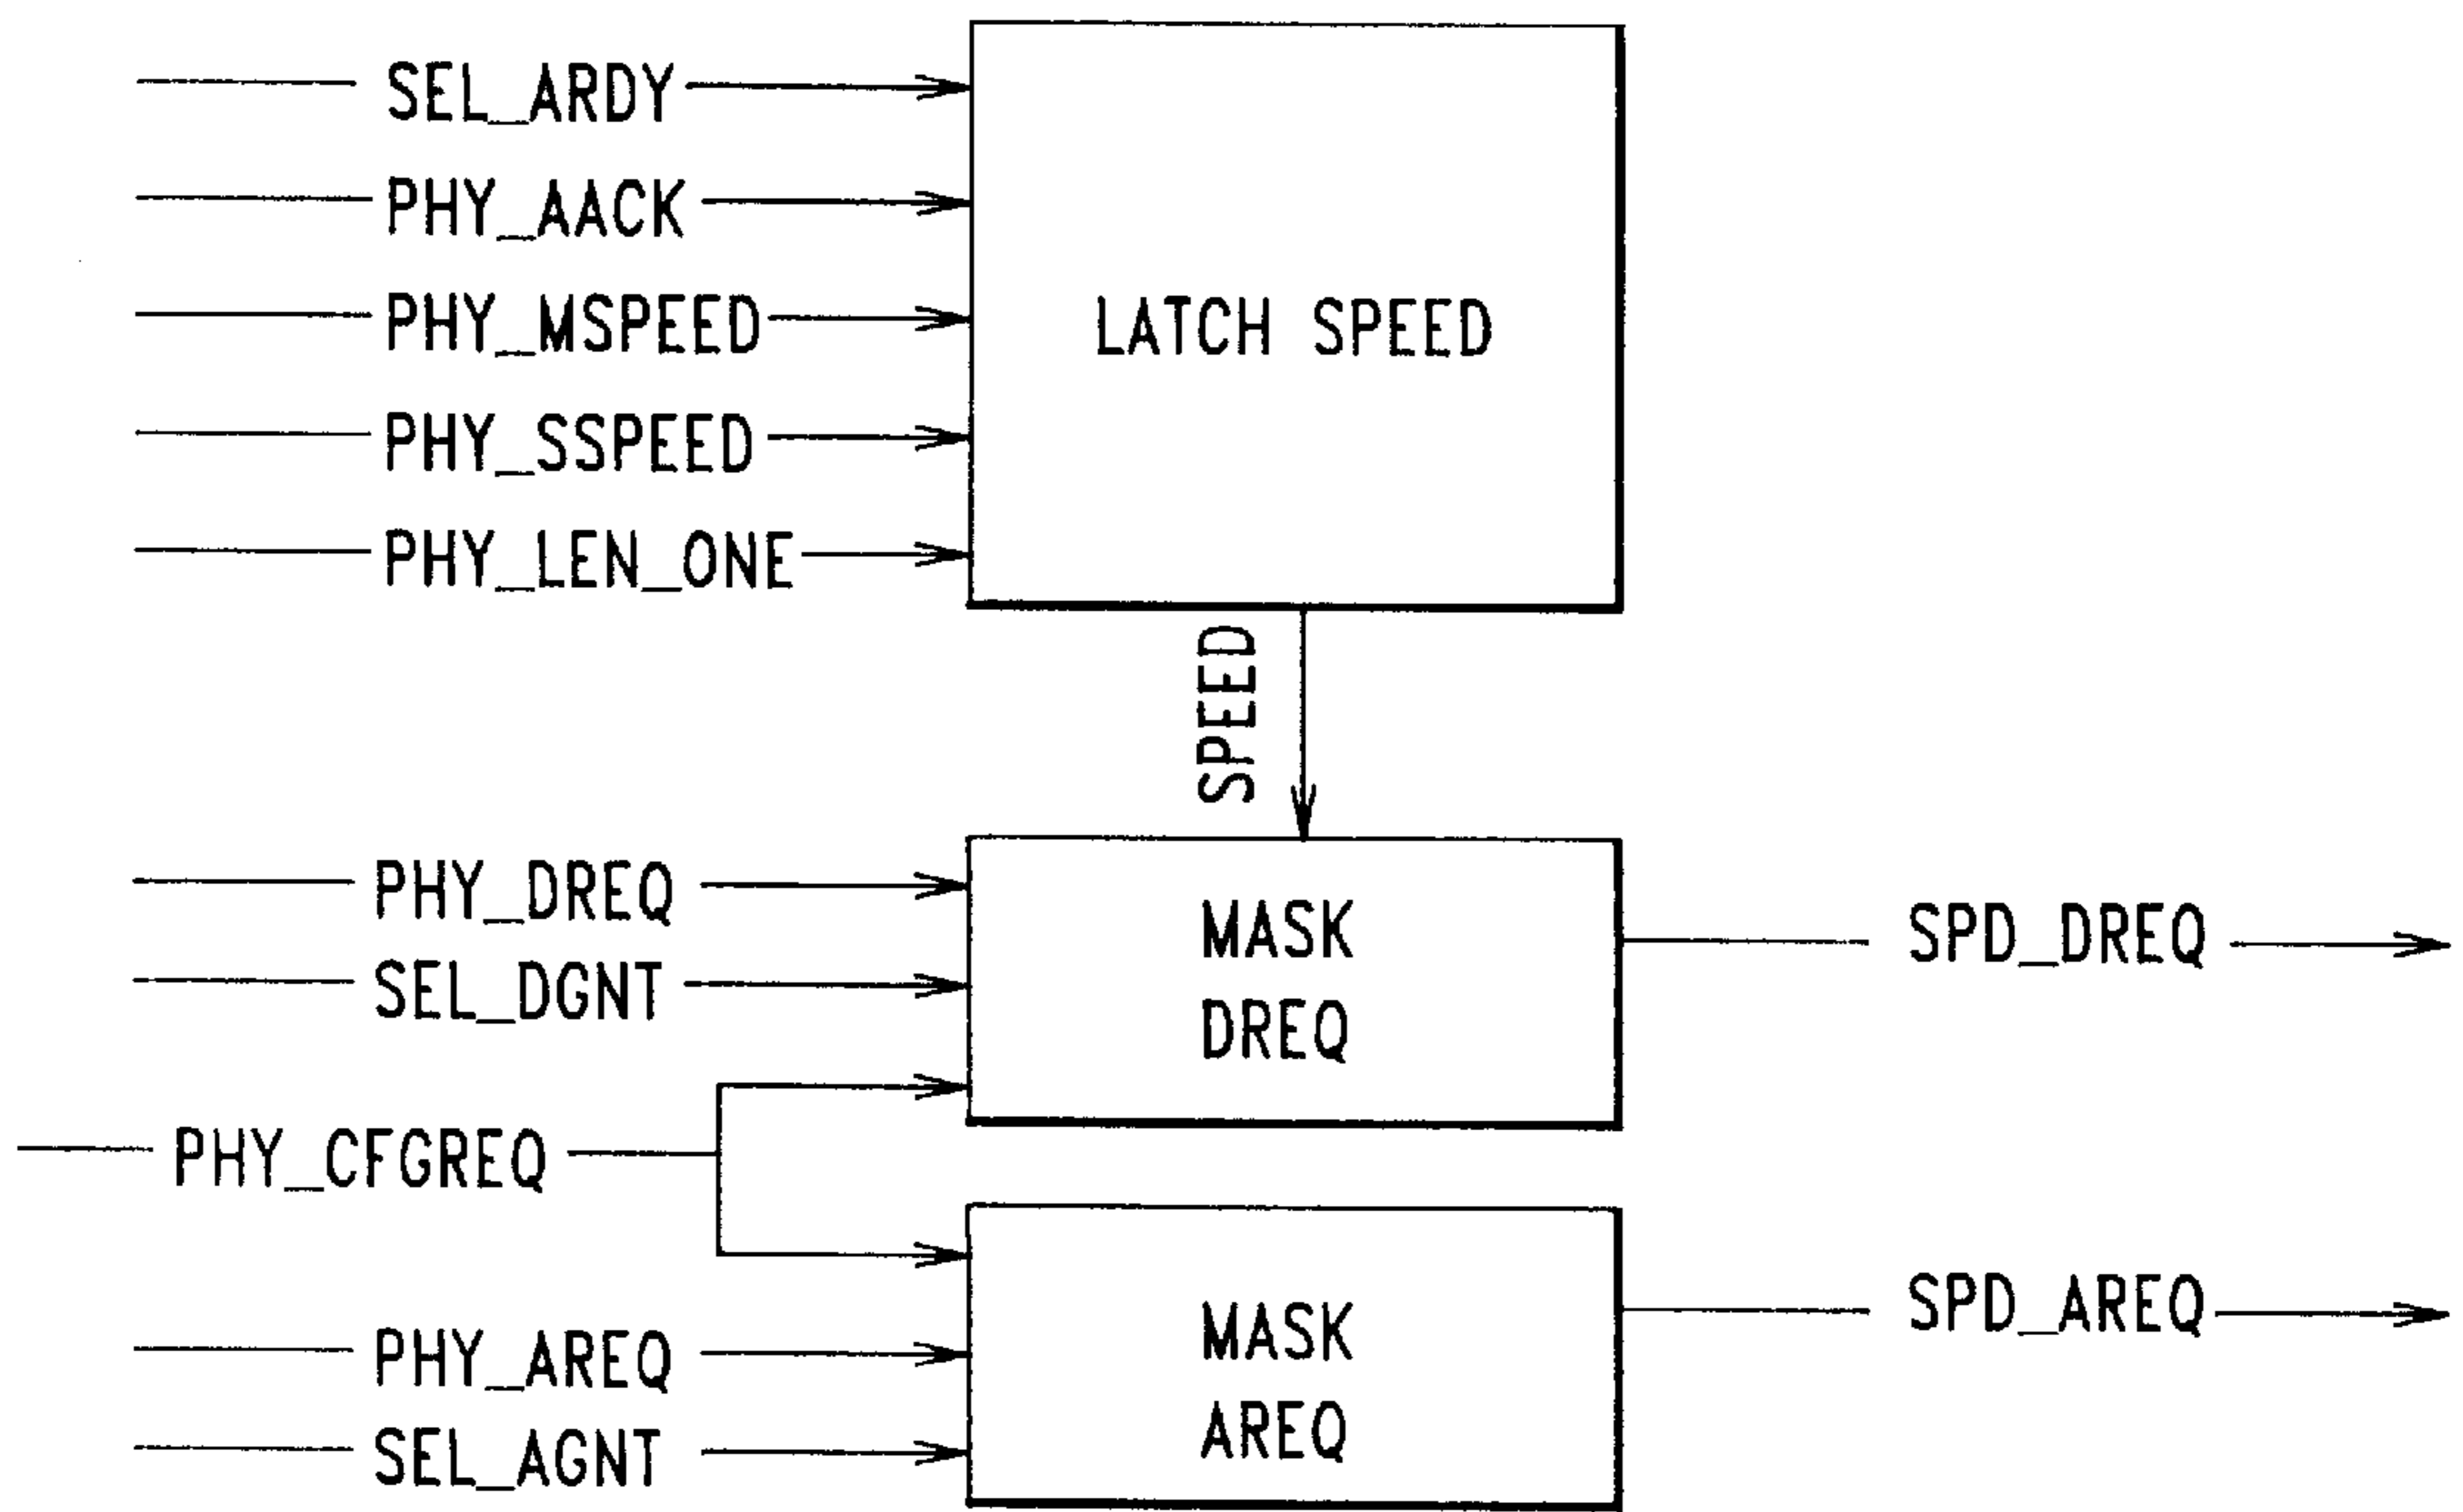 SEL_ARDY
PHY_AACK
PHY_MSPEED
LATCH SPEED
PHY_SSPEED
PHY_LEN_ONE
SPEED
PHY_DREQ
MASK
SPD_DREQ
SEL_DGNT
DREQ
PHY_CFGREQ
MASK
SPD_AREQ
PHY_AREQ
AREQ
SEL_AGNT